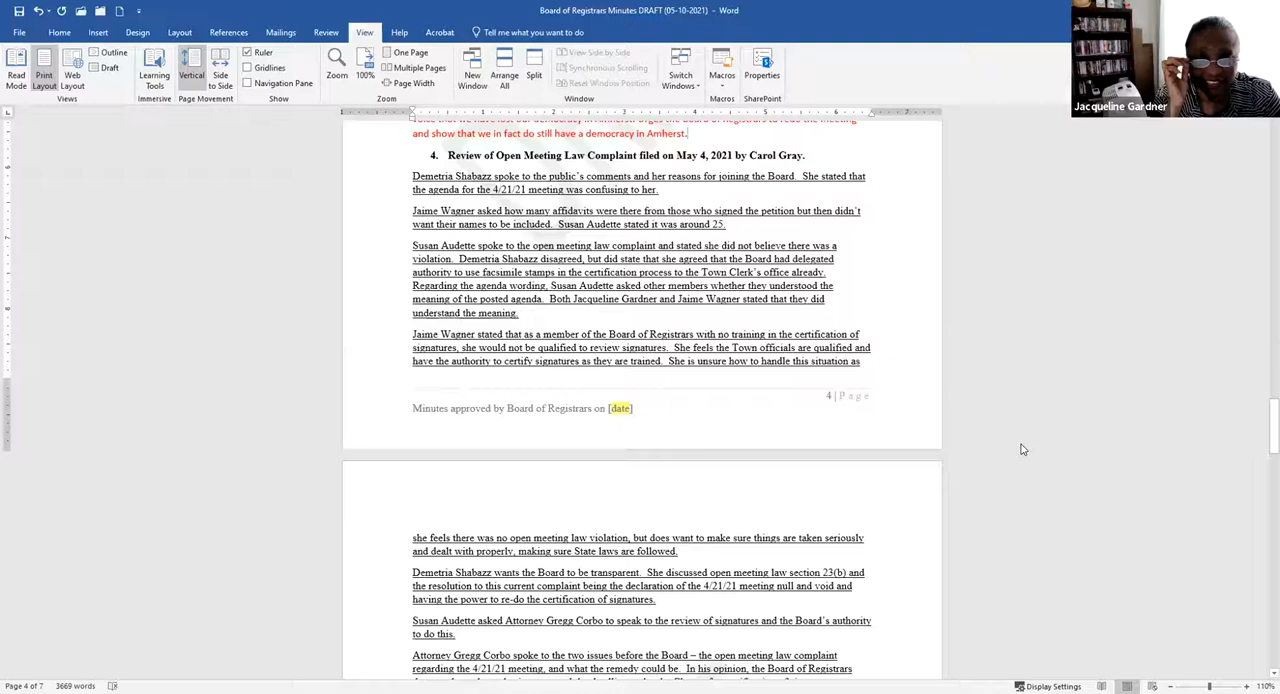 Board of Registrars Minutes DRAFT (05-10-2021) - Word
File Home Insert Design Layout References Mailings Review View Help Acrobat Tell me what you want to do
Read Mode
Print Layout
Web Layout
Outline
Draft
Views
Learning Tools
Immersive
Vertical
Side to Side
Page Movement
Ruler
Gridlines
Navigation Pane
Show
Zoom
100%
One Page
Multiple Pages
Page Width
Zoom
New Window
Arrange All
Split
View Side by Side
Synchronous Scrolling
Reset Window Position
Window
Switch Windows
Macros
Macros
Properties
SharePoint
Jacqueline Gardner
and show that we in fact do still have a democracy in Amherst.
4. Review of Open Meeting Law Complaint filed on May 4, 2021 by Carol Gray.
Demetria Shabazz spoke to the public's comments and her reasons for joining the Board. She stated that
the agenda for the 4/21/21 meeting was confusing to her.
Jaime Wagner asked how many affidavits were there from those who signed the petition but then didn't
want their names to be included. Susan Audette stated it was around 25.
Susan Audette spoke to the open meeting law complaint and stated she did not believe there was a
violation. Demetria Shabazz disagreed, but did state that she agreed that the Board had delegated
authority to use facsimile stamps in the certification process to the Town Clerk's office already.
Regarding the agenda wording, Susan Audette asked other members whether they understood the
meaning of the posted agenda. Both Jacqueline Gardner and Jaime Wagner stated that they did
understand the meaning.
Jaime Wagner stated that as a member of the Board of Registrars with no training in the certification of
signatures, she would not be qualified to review signatures. She feels the Town officials are qualified and
have the authority to certify signatures as they are trained. She is unsure how to handle this situation as
4 | P a g e
Minutes approved by Board of Registrars on [date]
she feels there was no open meeting law violation, but does want to make sure things are taken seriously
and dealt with properly, making sure State laws are followed.
Demetria Shabazz wants the Board to be transparent. She discussed open meeting law section 23(b) and
the resolution to this current complaint being the declaration of the 4/21/21 meeting null and void and
having the power to re-do the certification of signatures.
Susan Audette asked Attorney Gregg Corbo to speak to the review of signatures and the Board's authority
to do this.
Attorney Gregg Corbo spoke to the two issues before the Board – the open meeting law complaint
regarding the 4/21/21 meeting, and what the remedy could be. In his opinion, the Board of Registrars
Page 4 of 7 3669 words
Display Settings
110%